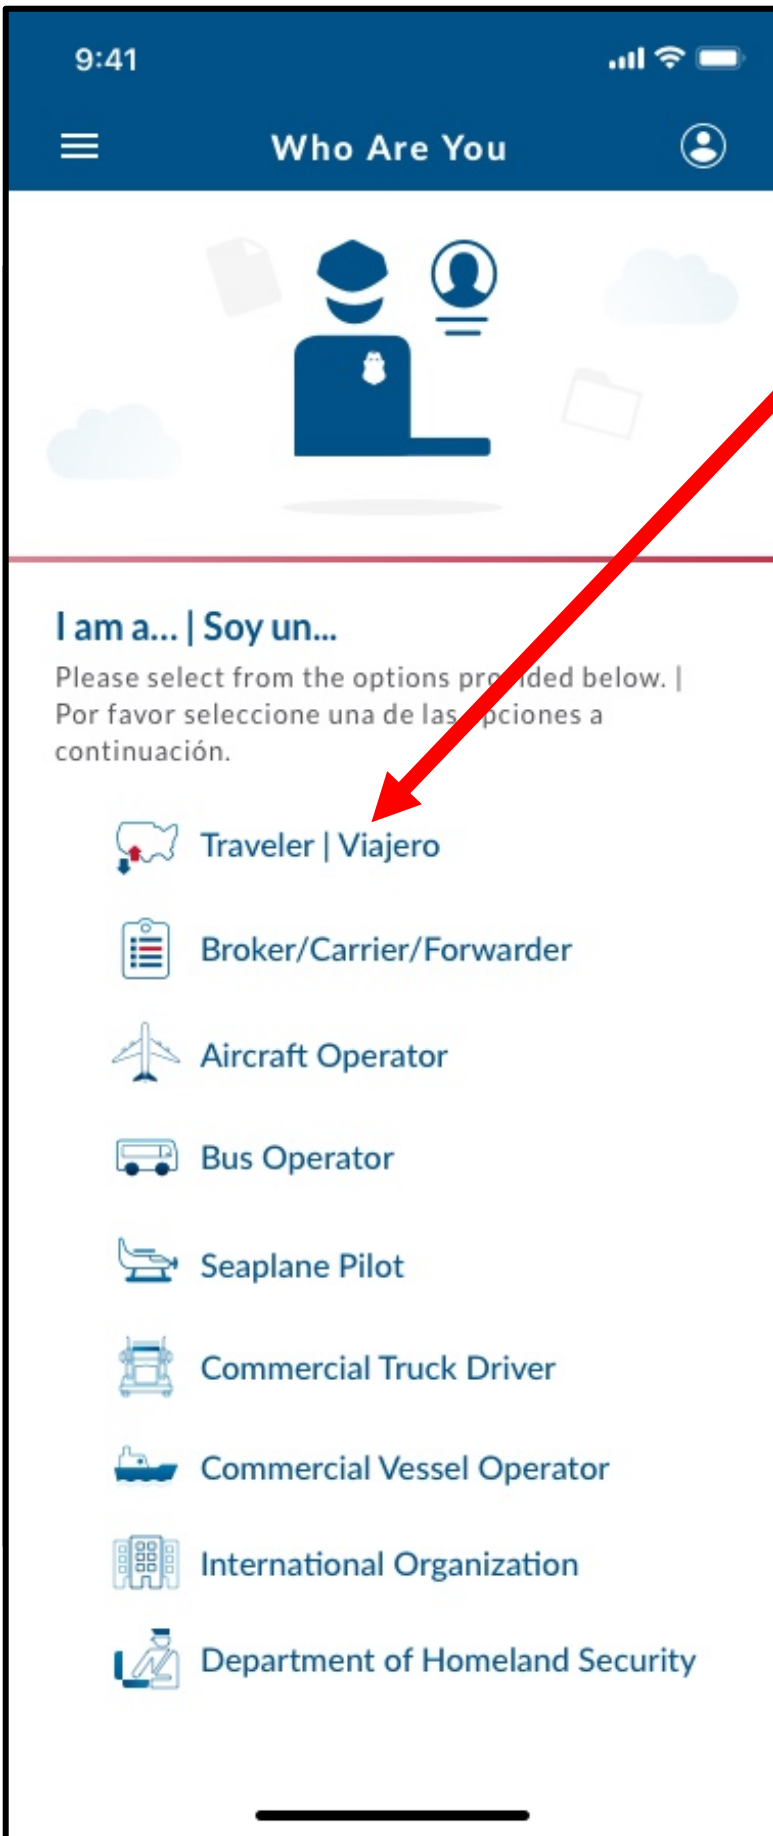 9:41
Who Are You
I am a... | Soy un...
Please select from the options provided below. |
Por favor seleccione una de las opciones a
continuación.
Traveler | Viajero
Broker/Carrier/Forwarder
Aircraft Operator
Bus Operator
Seaplane Pilot
Commercial Truck Driver
Commercial Vessel Operator
International Organization
Department of Homeland Security